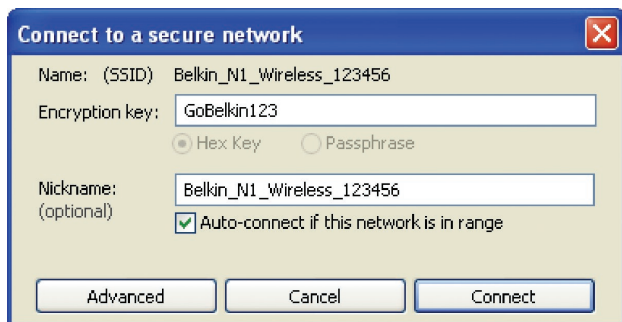 Connect to a secure network
Name: (SSID) Belkin_N1_Wireless_123456
Encryption key: GoBelkin123
Hex Key Passphrase
Nickname: Belkin_N1_Wireless_123456
(optional)
Auto-connect if this network is in range
Advanced Cancel Connect